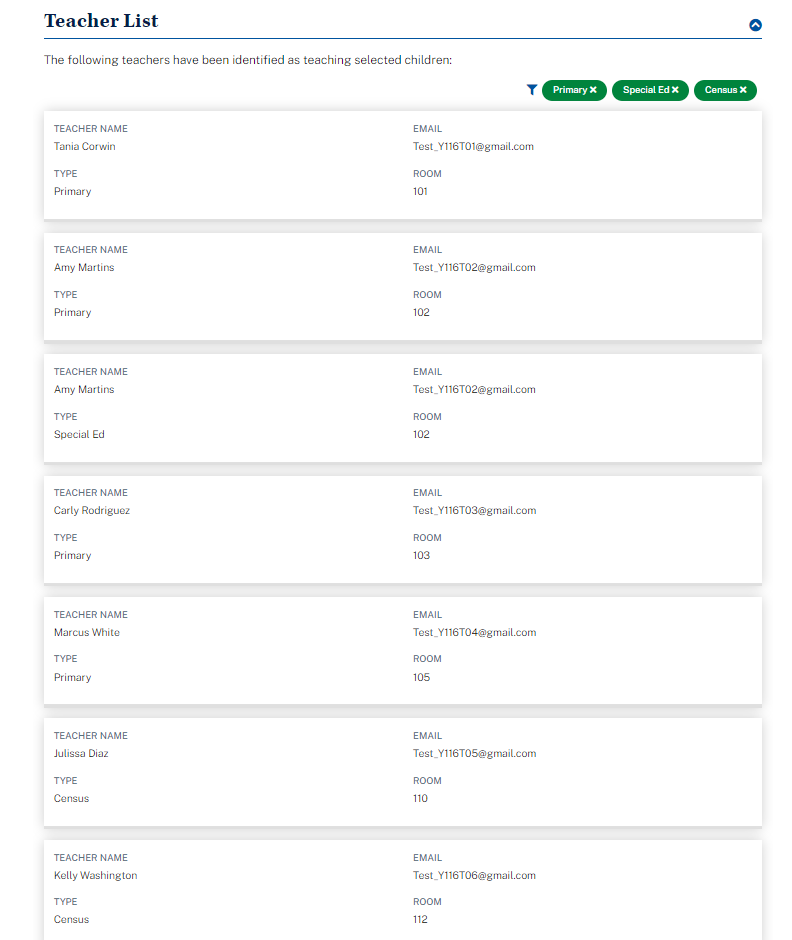 Teacher List
The following teachers have been identified as teaching selected children:
Primary × Special Ed × Census ×
TEACHER NAME EMAIL
Tania Corwin Test_Y116T01@gmail.com
TYPE ROOM
Primary 101
TEACHER NAME EMAIL
Amy Martins Test_Y116T02@gmail.com
TYPE ROOM
Primary 102
TEACHER NAME EMAIL
Amy Martins Test_Y116T02@gmail.com
TYPE ROOM
Special Ed 102
TEACHER NAME EMAIL
Carly Rodriguez Test_Y116T03@gmail.com
TYPE ROOM
Primary 103
TEACHER NAME EMAIL
Marcus White Test_Y116T04@gmail.com
TYPE ROOM
Primary 105
TEACHER NAME EMAIL
Julissa Diaz Test_Y116T05@gmail.com
TYPE ROOM
Census 110
TEACHER NAME EMAIL
Kelly Washington Test_Y116T06@gmail.com
TYPE ROOM
Census 112